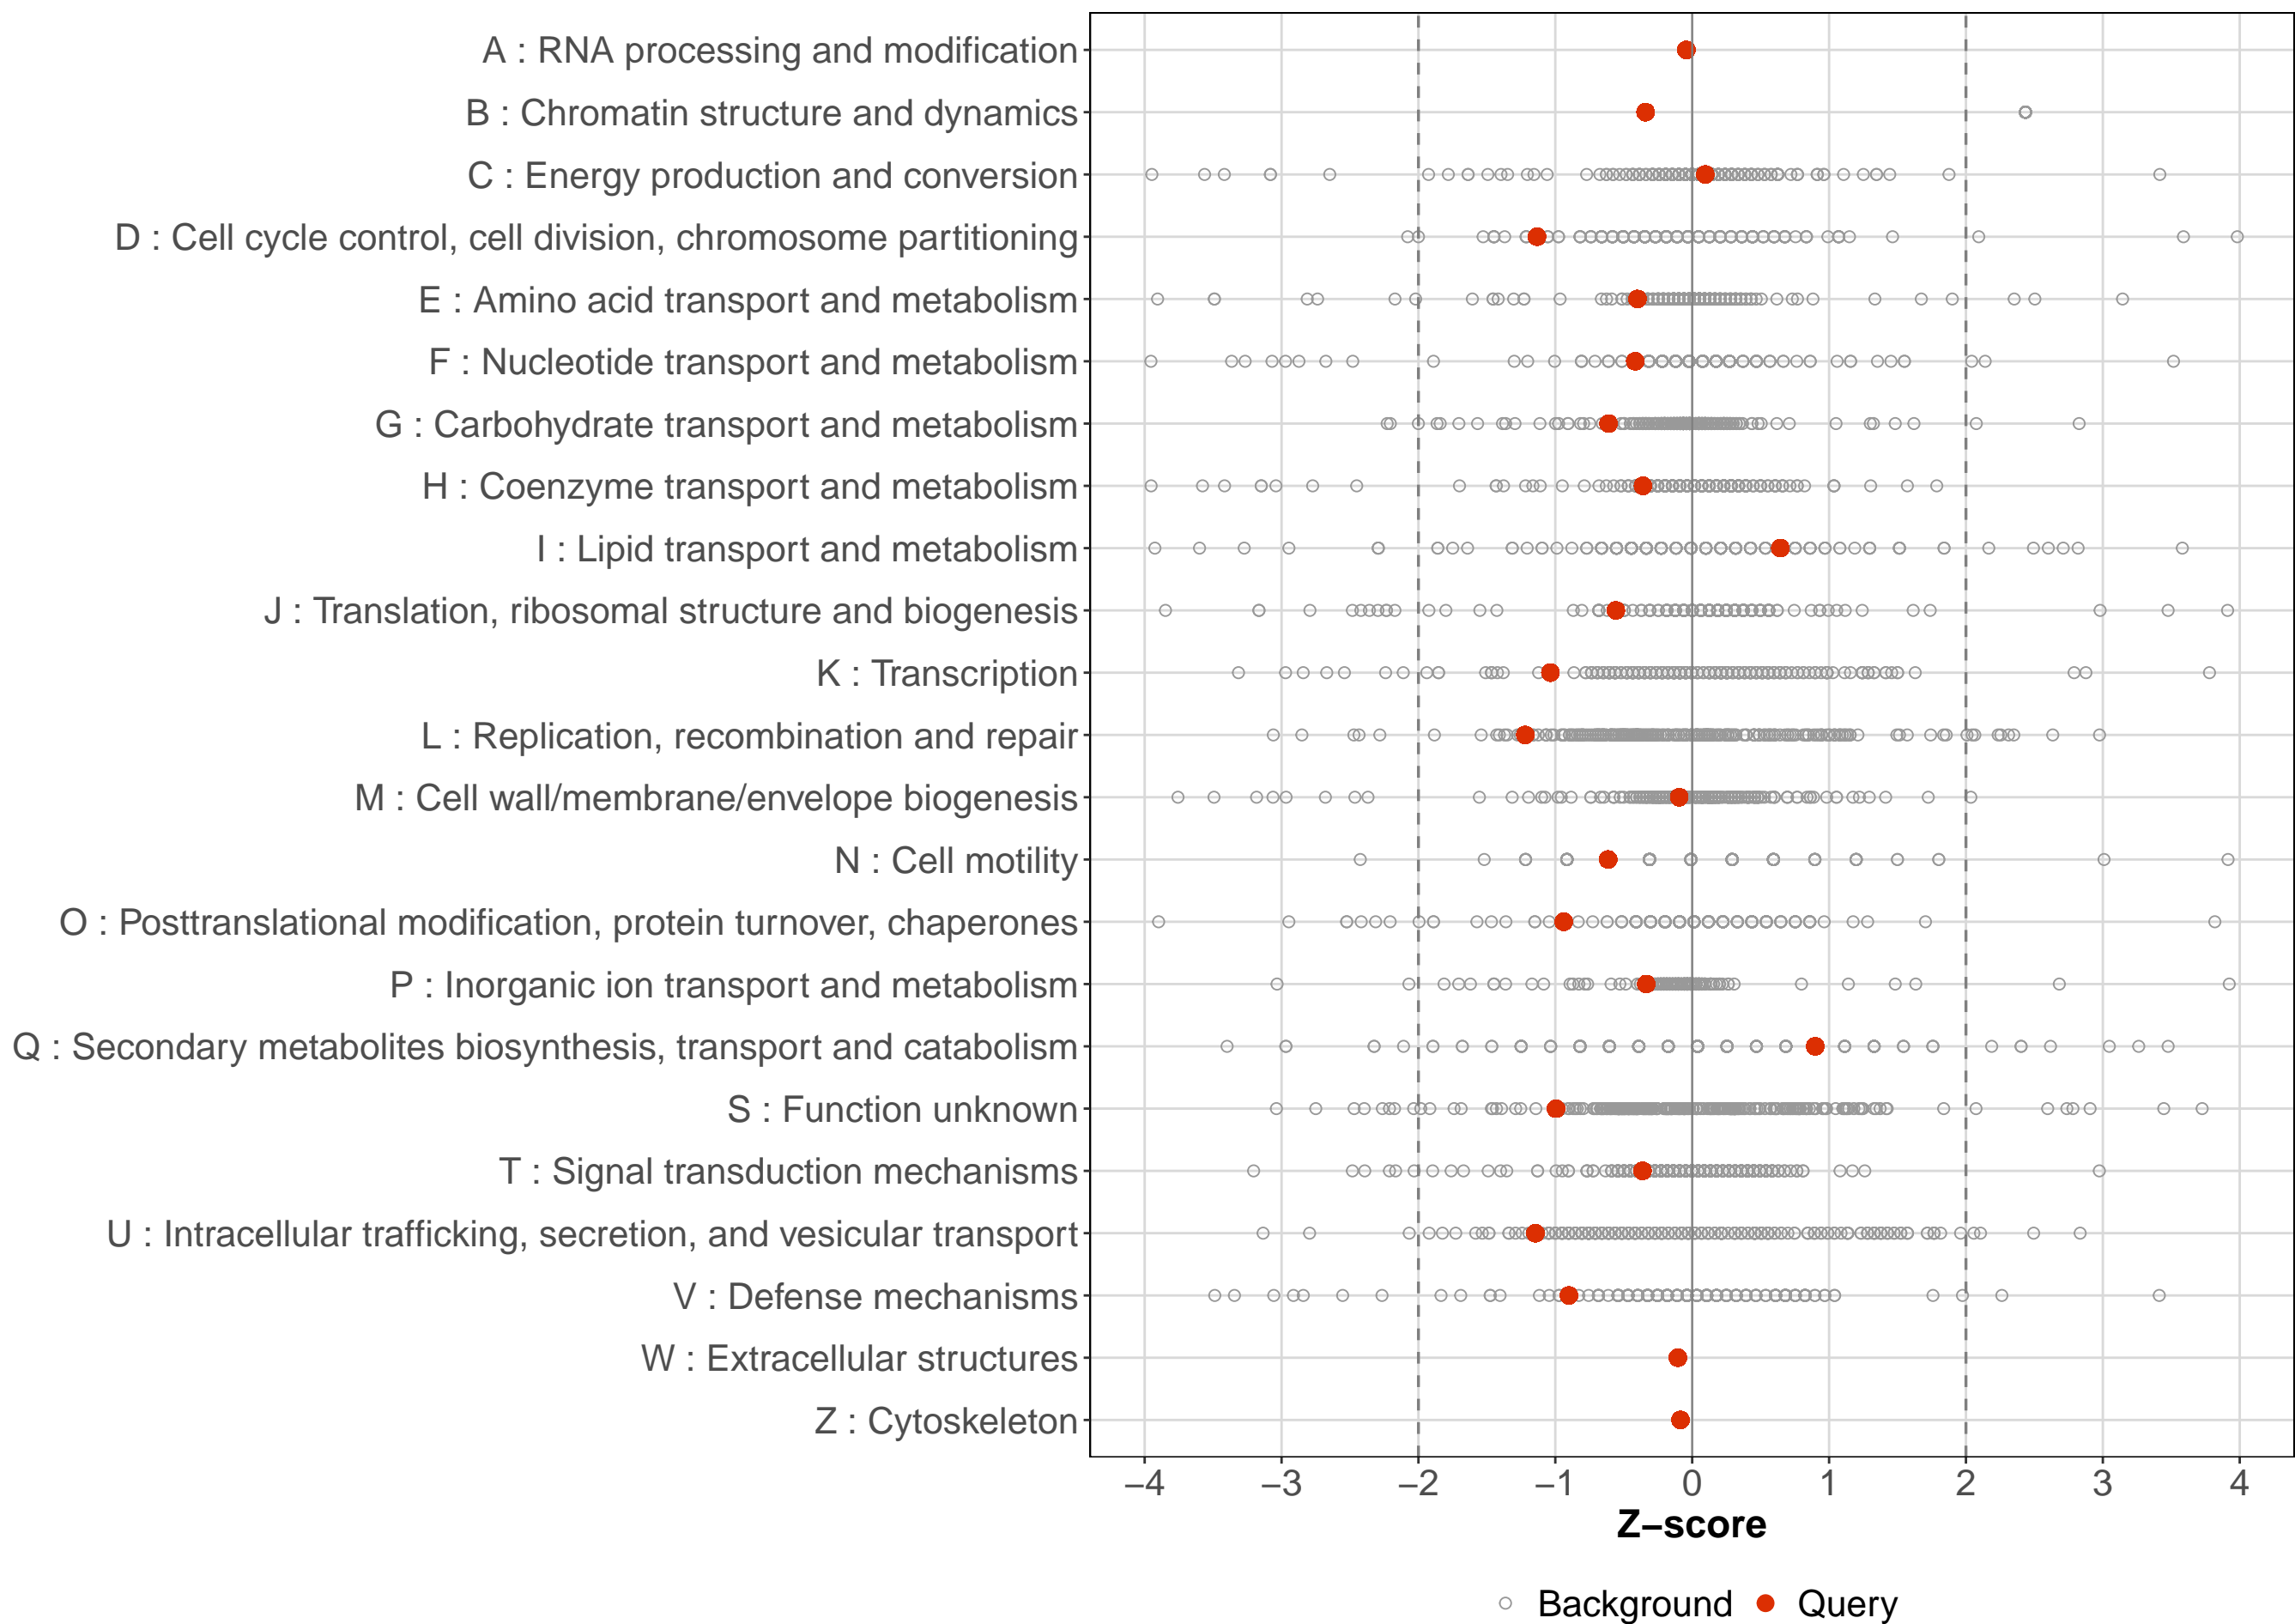 A : RNA processing and modification
B : Chromatin structure and dynamics
C : Energy production and conversion
D : Cell cycle control, cell division, chromosome partitioning
E : Amino acid transport and metabolism
F : Nucleotide transport and metabolism
G : Carbohydrate transport and metabolism
H : Coenzyme transport and metabolism
I : Lipid transport and metabolism
J : Translation, ribosomal structure and biogenesis
K : Transcription
L : Replication, recombination and repair
M : Cell wall/membrane/envelope biogenesis
N : Cell motility
O : Posttranslational modification, protein turnover, chaperones
P : Inorganic ion transport and metabolism
Q : Secondary metabolites biosynthesis, transport and catabolism
S : Function unknown
T : Signal transduction mechanisms
U : Intracellular trafficking, secretion, and vesicular transport
V : Defense mechanisms
W : Extracellular structures
Z : Cytoskeleton
−4 −3 −2 −1 0 1 2 3 4
Z−score
Background Query